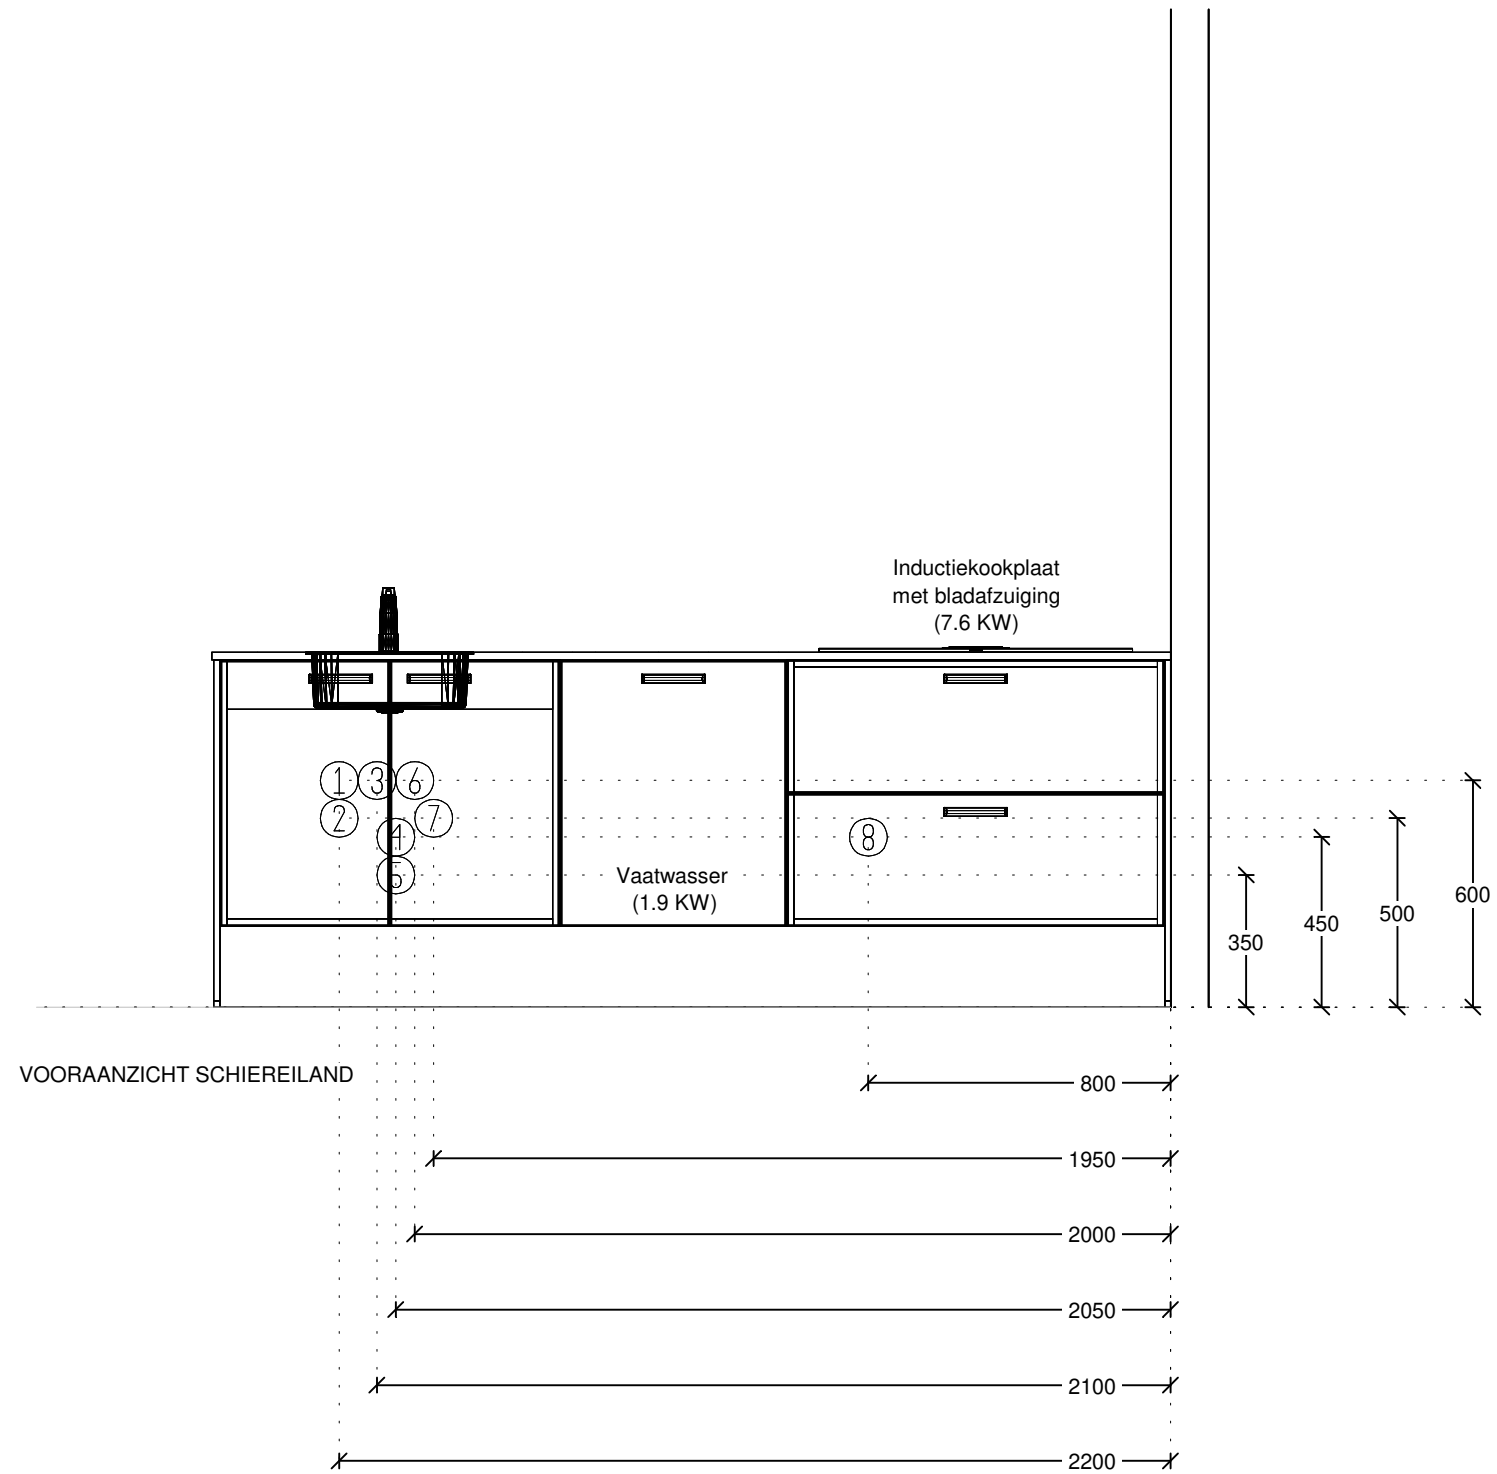 Inductiekookplaat
met bladafzuiging
(7.6 KW)
1 3 6
2 7
4 8
5
Vaatwasser
(1.9 KW)
350
450
500
600
VOORAANZICHT SCHIEREILAND
800
1950
2000
2050
2100
2200